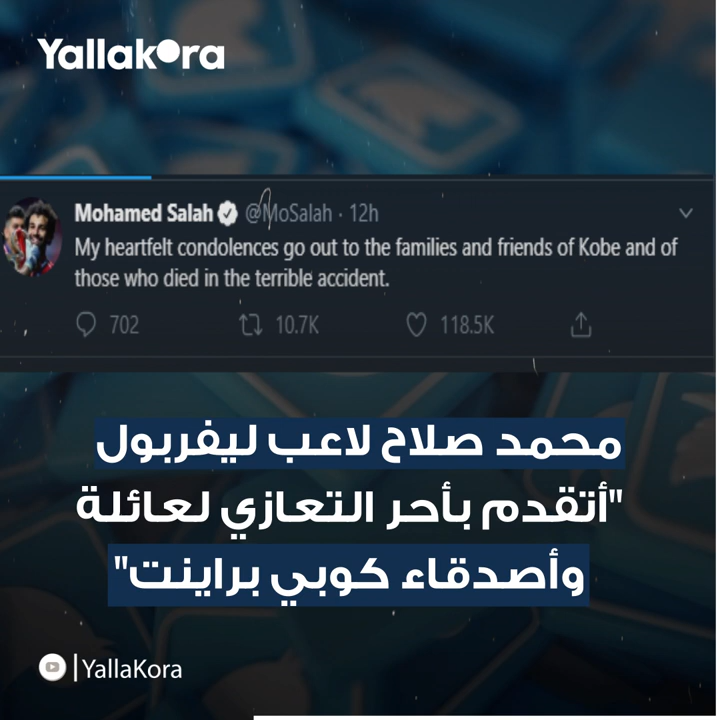 Yallakora
Mohamed Salah @MoSalah · 12h
My heartfelt condolences go out to the families and friends of Kobe and of
those who died in the terrible accident.
702 10.7K 118.5K
محمد صلاح لاعب ليفربول
"أتقدم بأحر التعازي لعائلة
وأصدقاء كوبي براينت"
|YallaKora